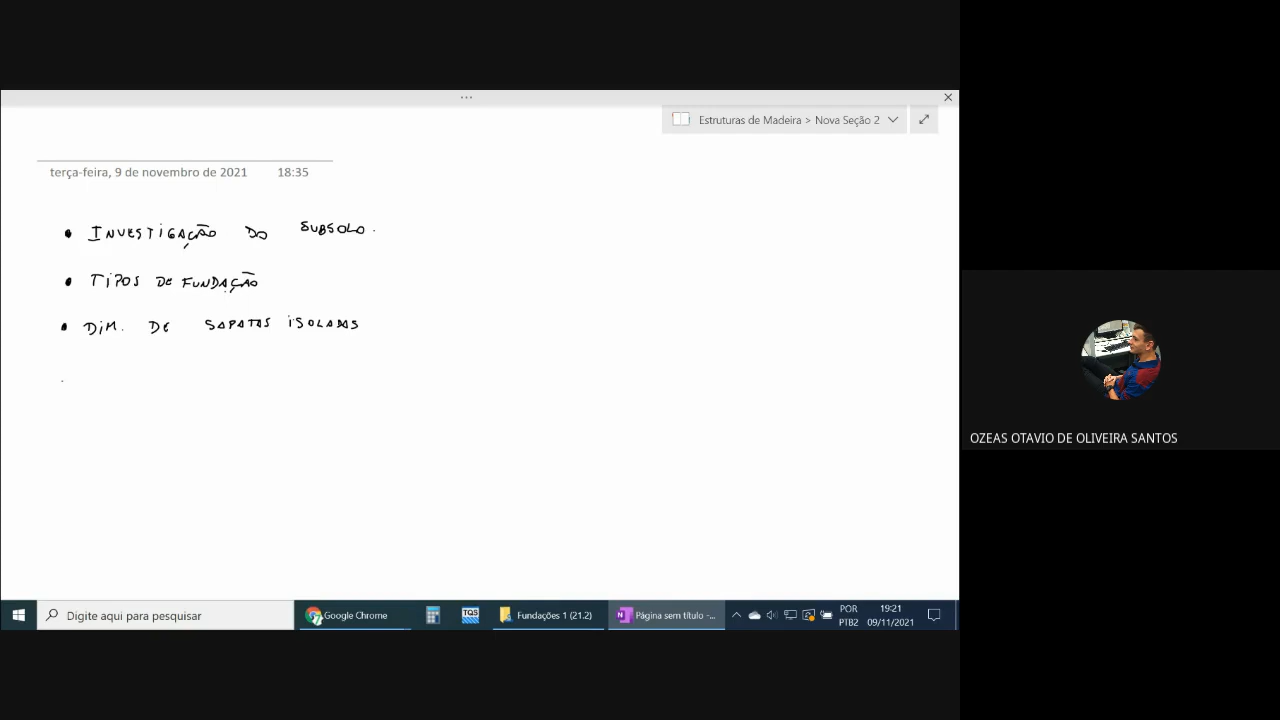 Estruturas de Madeira > Nova Seção 2
terça-feira, 9 de novembro de 2021 18:35
• INVESTIGAÇÃO DO SUBSOLO.
• TIPOS DE FUNDAÇÃO
• DIM. DE SAPATAS ISOLADAS
OZEAS OTAVIO DE OLIVEIRA SANTOS
Digite aqui para pesquisar
Google Chrome
TQS
Fundações 1 (21.2)
Página sem título -...
POR
PTB2
19:21
09/11/2021